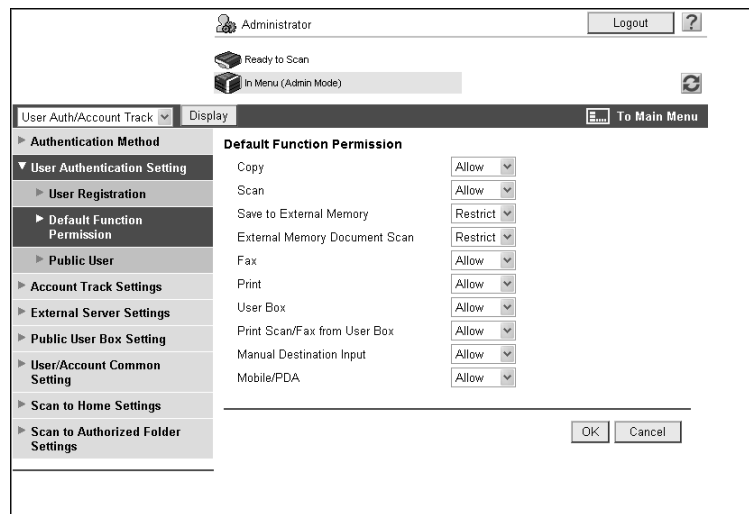 Administrator
Logout
?
Ready to Scan
In Menu (Admin Mode)
User Auth/Account Track
Display
To Main Menu
Authentication Method
User Authentication Setting
User Registration
Default Function
Permission
Public User
Account Track Settings
External Server Settings
Public User Box Setting
User/Account Common
Setting
Scan to Home Settings
Scan to Authorized Folder
Settings
Default Function Permission
Copy Allow
Scan Allow
Save to External Memory Restrict
External Memory Document Scan Restrict
Fax Allow
Print Allow
User Box Allow
Print Scan/Fax from User Box Allow
Manual Destination Input Allow
Mobile/PDA Allow
OK Cancel